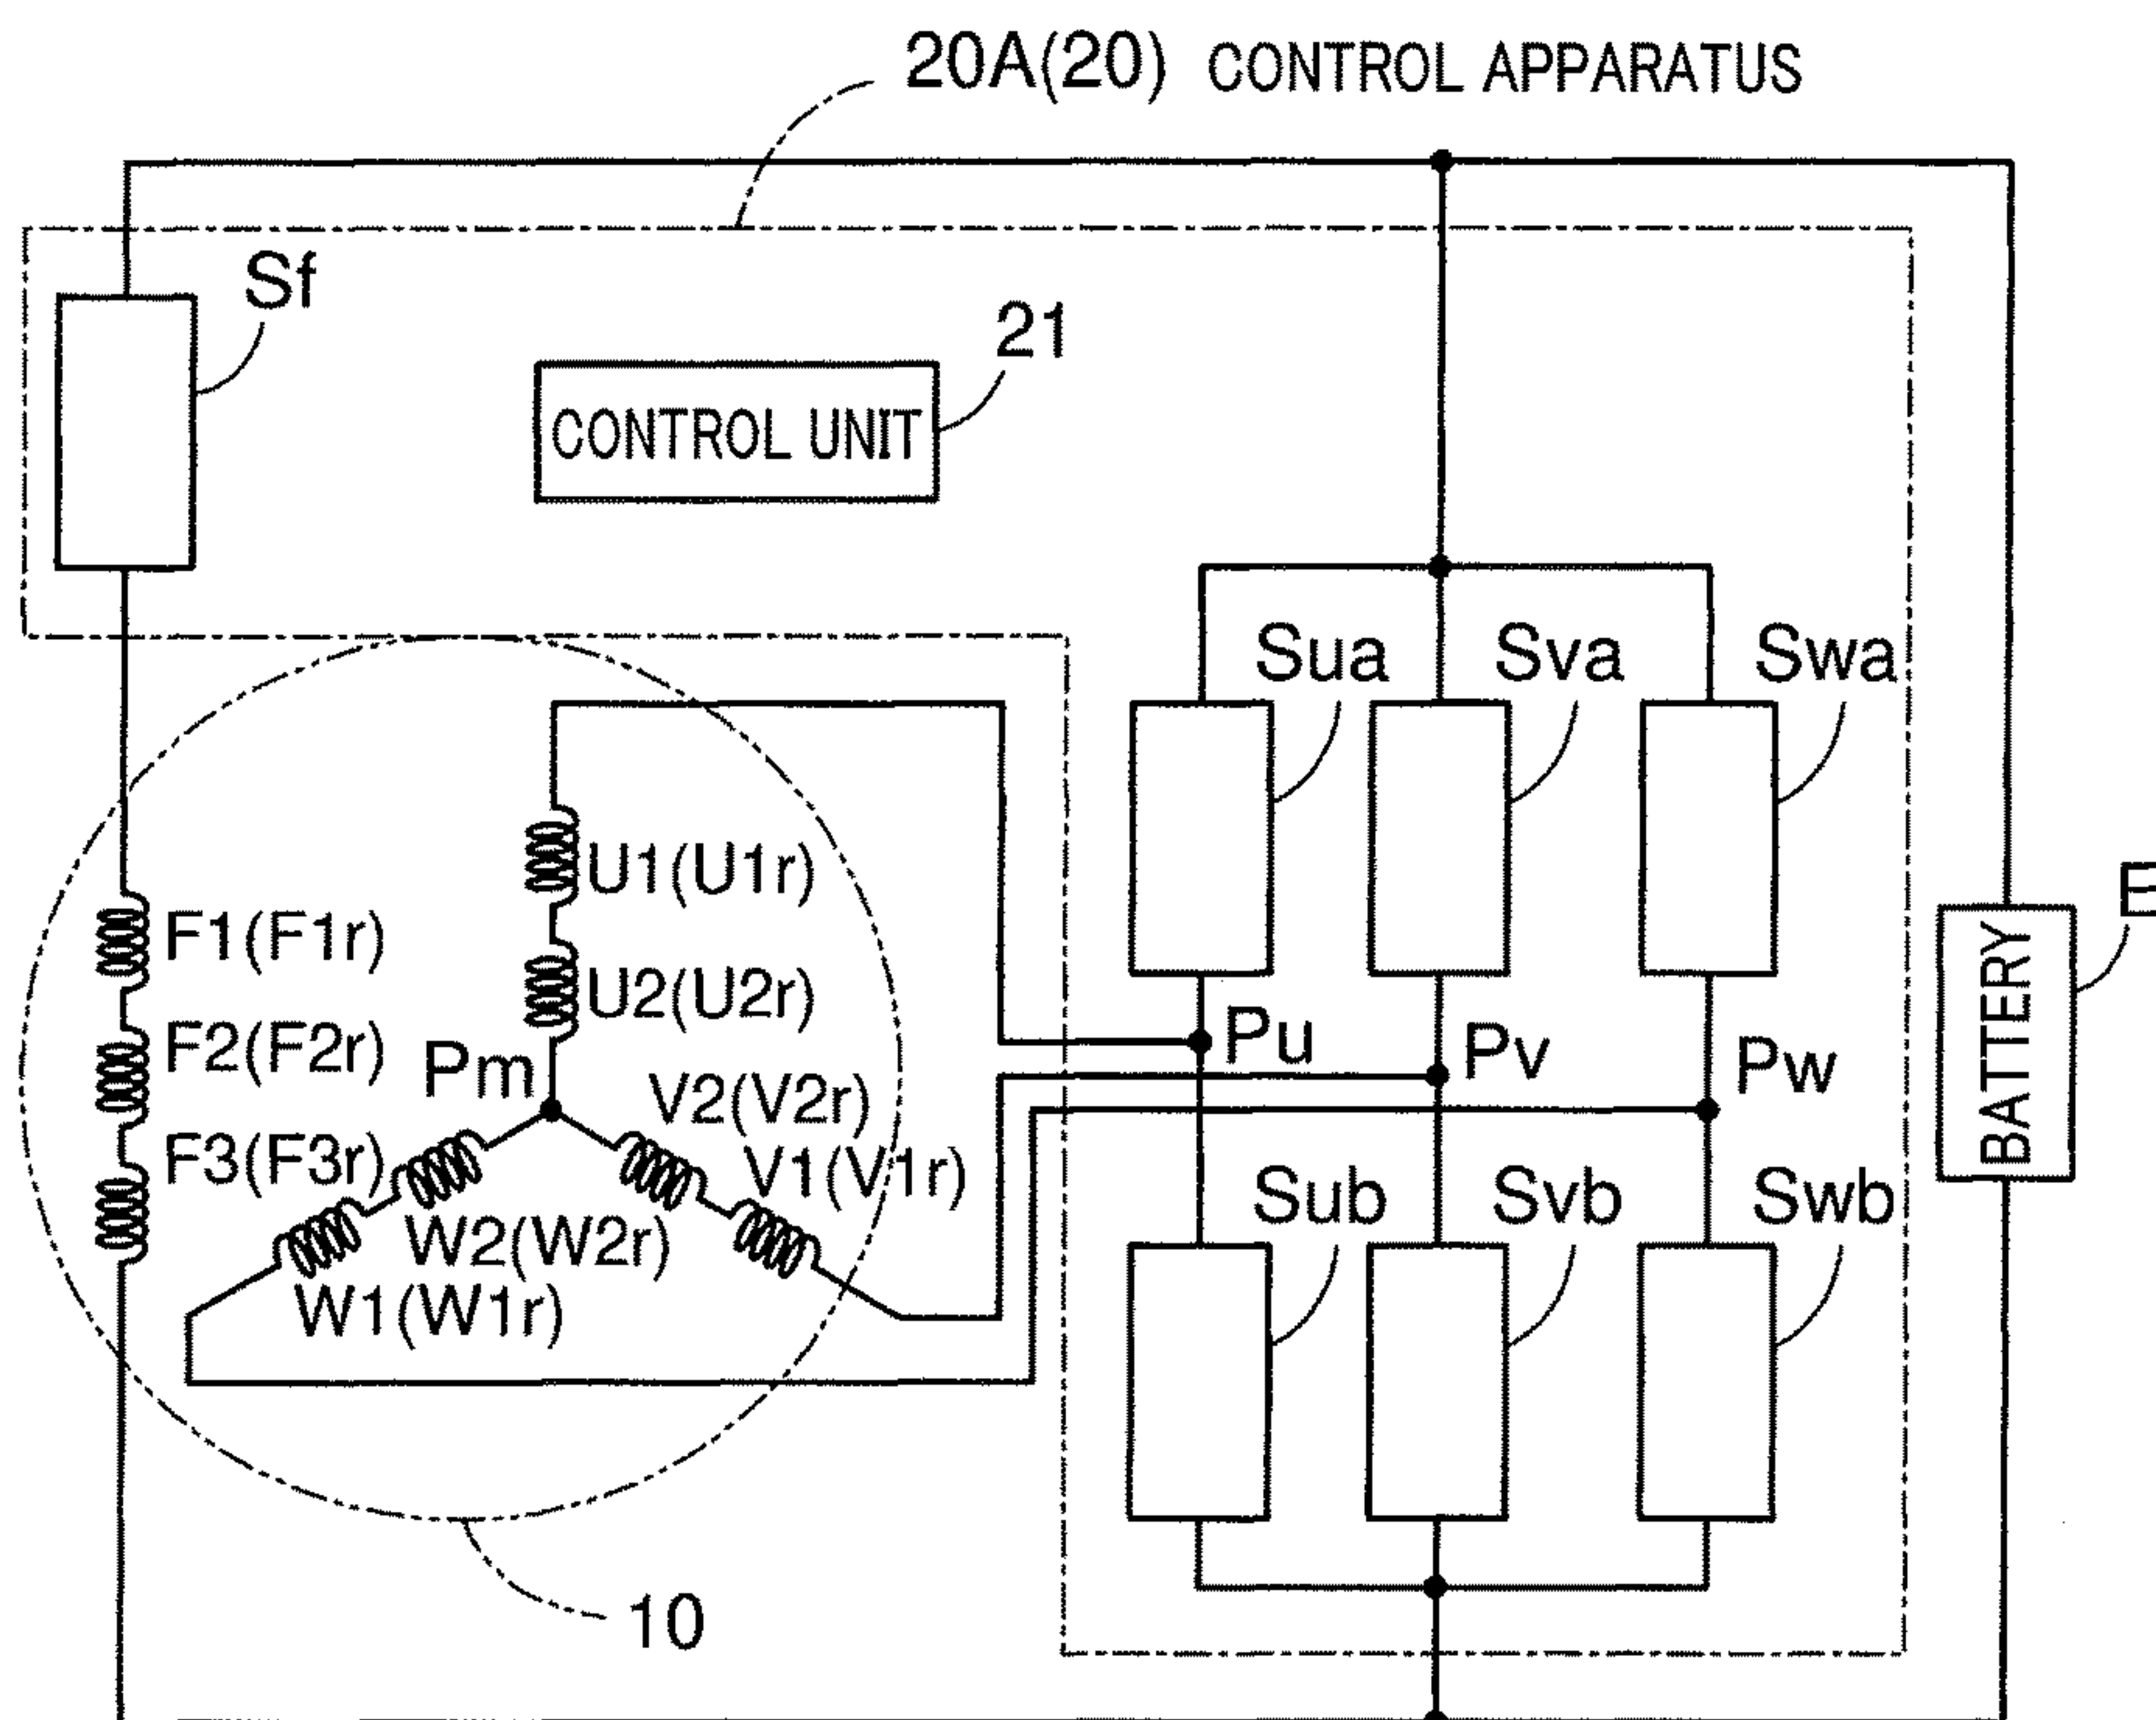 20A(20) CONTROL APPARATUS
Sf
21
CONTROL UNIT
Sua Sva Swa
U1(U1r)
F1(F1r)
U2(U2r)
F2(F2r)
Pm
V2(V2r)
Pu Pv Pw
BATTERY
F3(F3r)
V1(V1r)
Sub Svb Swb
W2(W2r)
W1(W1r)
10